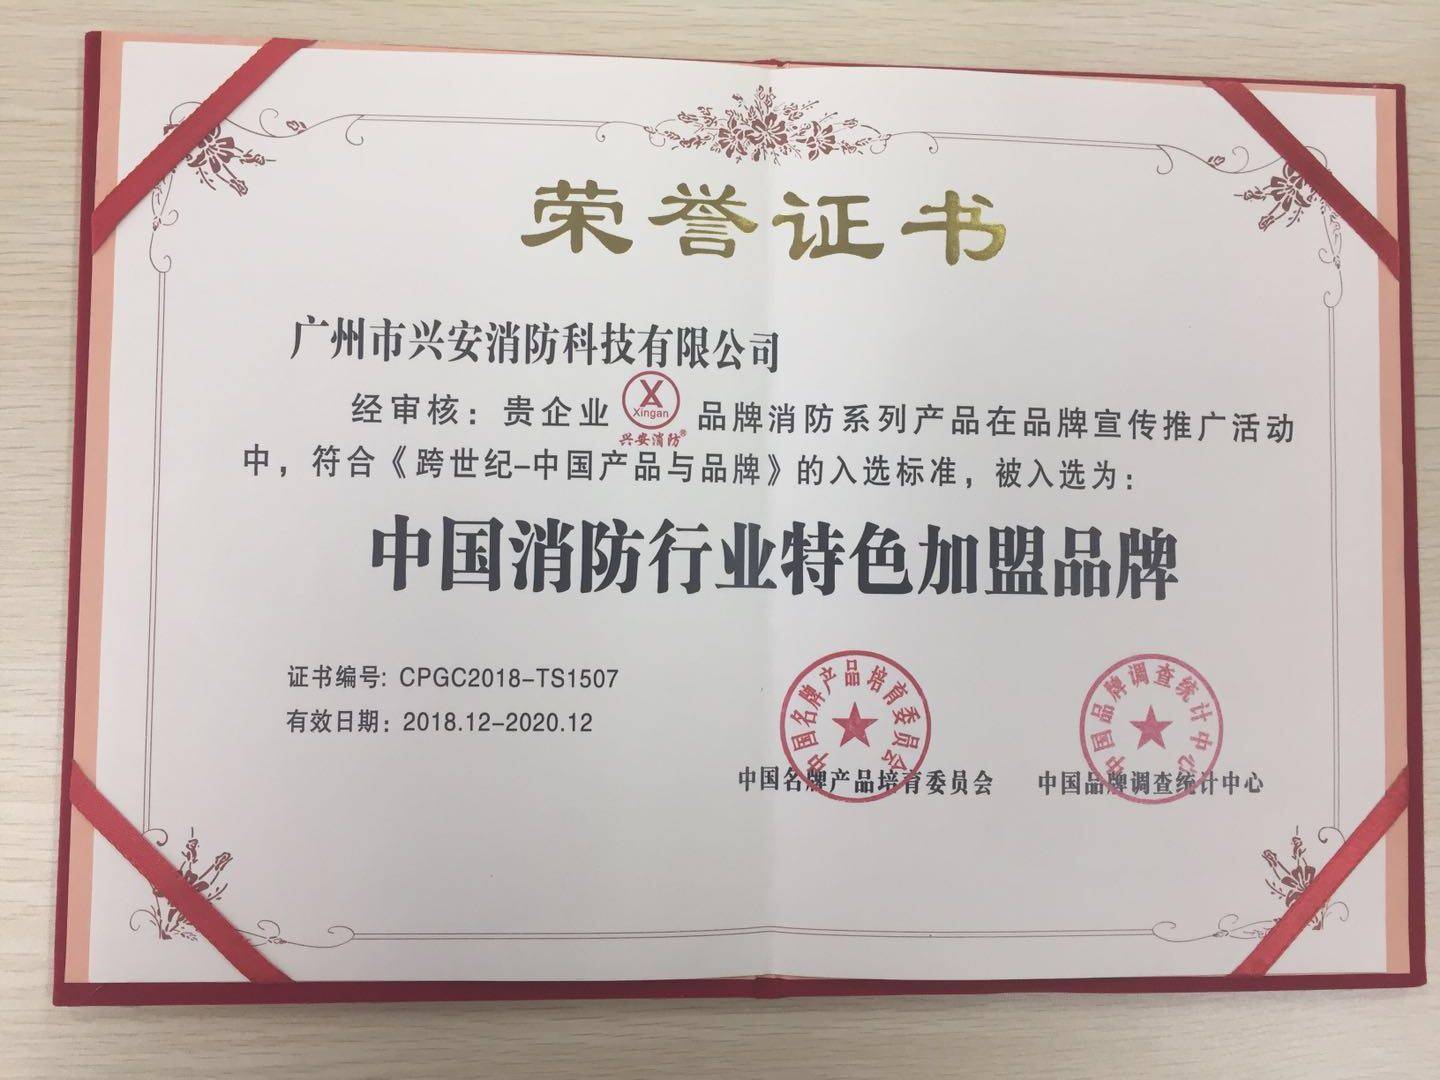 荣誉证书
广州市兴安消防科技有限公司
经审核：贵企业 Xingan 兴安消防® 品牌消防系列产品在品牌宣传推广活动
中，符合《跨世纪-中国产品与品牌》的入选标准，被入选为：
中国消防行业特色加盟品牌
证书编号: CPGC2018-TS1507
有效日期: 2018.12-2020.12
中国名牌产品培育委员会
中国品牌调查统计中心
中国名牌产品培育委员会 中国品牌调查统计中心